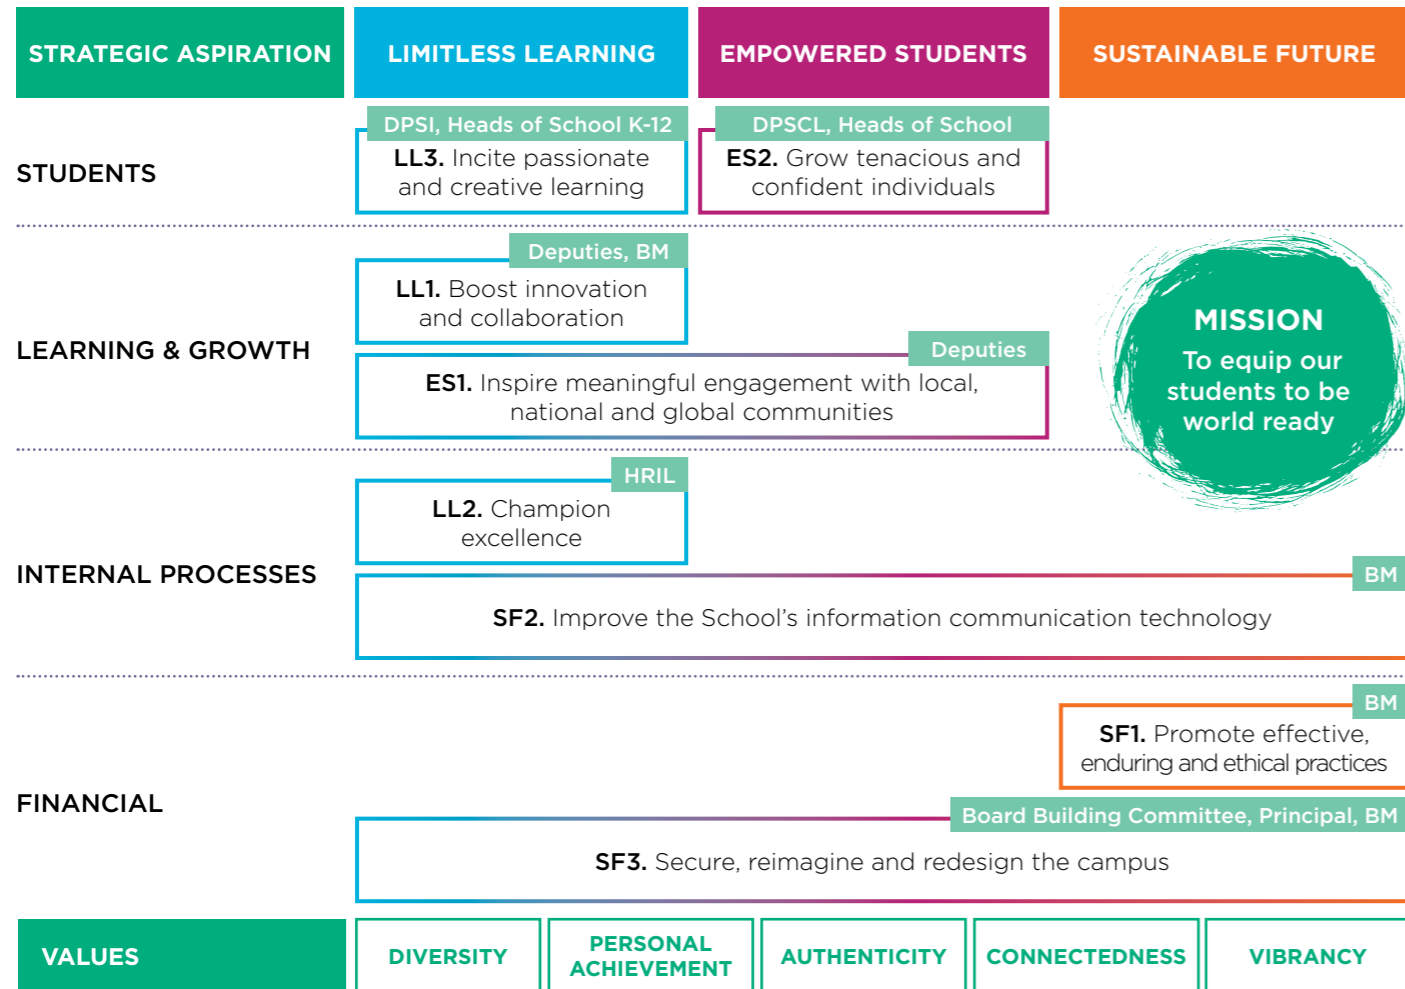 STRATEGIC ASPIRATION
LIMITLESS LEARNING
EMPOWERED STUDENTS
SUSTAINABLE FUTURE
STUDENTS
DPSI, Heads of School K-12
LL3. Incite passionate
and creative learning
DPSCL, Heads of School
ES2. Grow tenacious and
confident individuals
LEARNING & GROWTH
Deputies, BM
LL1. Boost innovation
and collaboration
Deputies
ES1. Inspire meaningful engagement with local,
national and global communities
MISSION
To equip our
students to be
world ready
INTERNAL PROCESSES
HRIL
LL2. Champion
excellence
BM
SF2. Improve the School’s information communication technology
FINANCIAL
BM
SF1. Promote effective,
enduring and ethical practices
Board Building Committee, Principal, BM
SF3. Secure, reimagine and redesign the campus
VALUES
DIVERSITY
PERSONAL
ACHIEVEMENT
AUTHENTICITY
CONNECTEDNESS
VIBRANCY